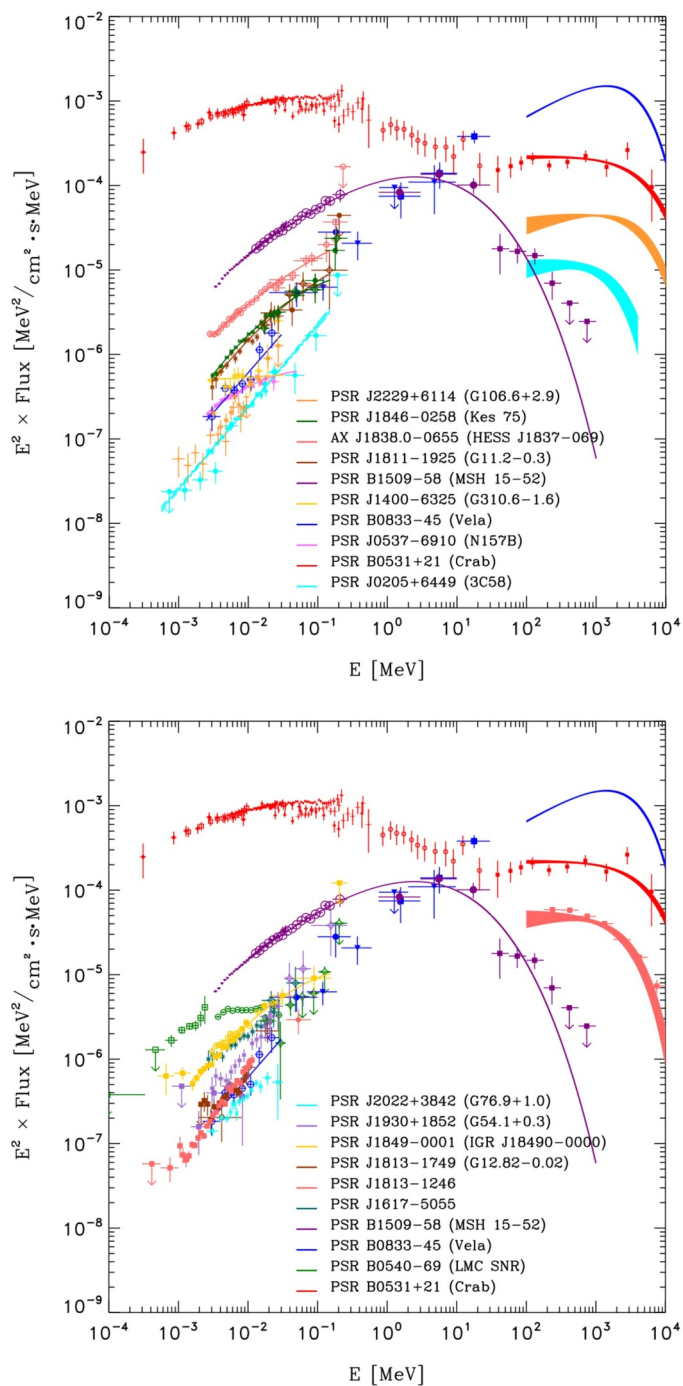 10⁻²
10⁻³
10⁻⁴
10⁻⁵
10⁻⁶
10⁻⁷
10⁻⁸
10⁻⁹
E² × Flux [MeV²/cm²·s·MeV]
PSR J2229+6114 (G106.6+2.9)
PSR J1846−0258 (Kes 75)
AX J1838.0−0655 (HESS J1837−069)
PSR J1811−1925 (G11.2−0.3)
PSR B1509−58 (MSH 15−52)
PSR J1400−6325 (G310.6−1.6)
PSR B0833−45 (Vela)
PSR J0537−6910 (N157B)
PSR B0531+21 (Crab)
PSR J0205+6449 (3C58)
10⁻⁴ 10⁻³ 10⁻² 10⁻¹ 10⁰ 10¹ 10² 10³ 10⁴
E [MeV]
10⁻²
10⁻³
10⁻⁴
10⁻⁵
10⁻⁶
10⁻⁷
10⁻⁸
10⁻⁹
E² × Flux [MeV²/cm²·s·MeV]
PSR J2022+3842 (G76.9+1.0)
PSR J1930+1852 (G54.1+0.3)
PSR J1849−0001 (IGR J18490−0000)
PSR J1813−1749 (G12.82−0.02)
PSR J1813−1246
PSR J1617−5055
PSR B1509−58 (MSH 15−52)
PSR B0833−45 (Vela)
PSR B0540−69 (LMC SNR)
PSR B0531+21 (Crab)
10⁻⁴ 10⁻³ 10⁻² 10⁻¹ 10⁰ 10¹ 10² 10³ 10⁴
E [MeV]